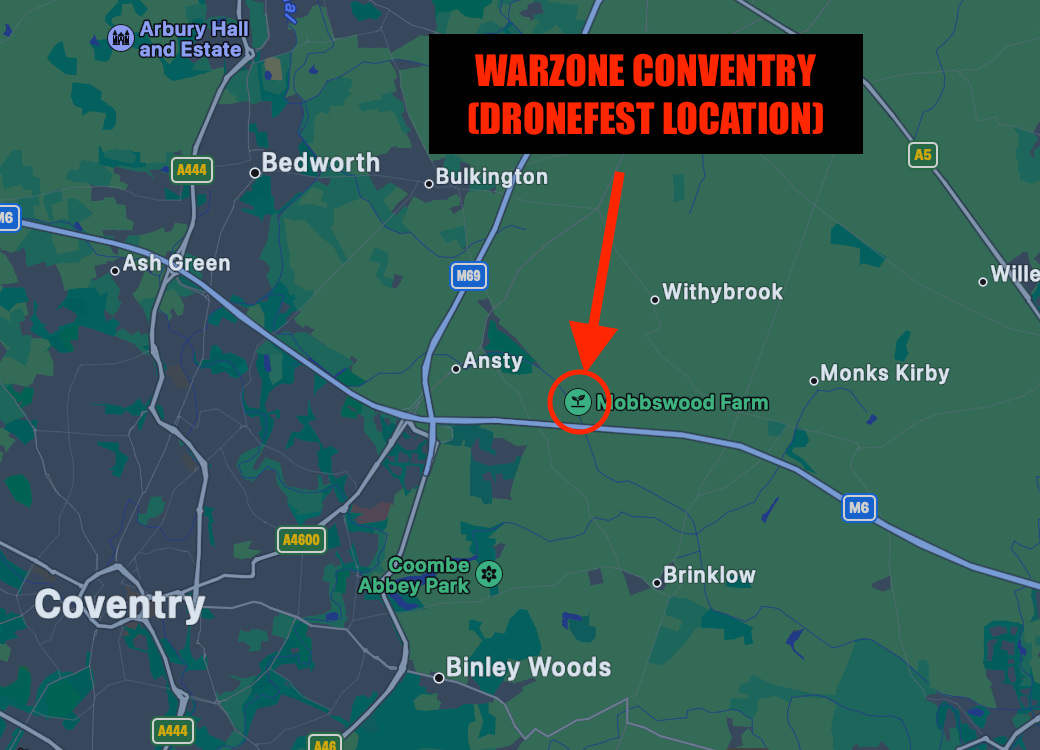 Arbury Hall
and Estate
WARZONE CONVENTRY
(DRONEFEST LOCATION)
A5
A444
Bedworth
Bulkington
M6
Ash Green
M69
Wille
Withybrook
Ansty
Monks Kirby
Mobbswood Farm
M6
A4600
Coombe
Abbey Park
Brinklow
Coventry
Binley Woods
A444
A46